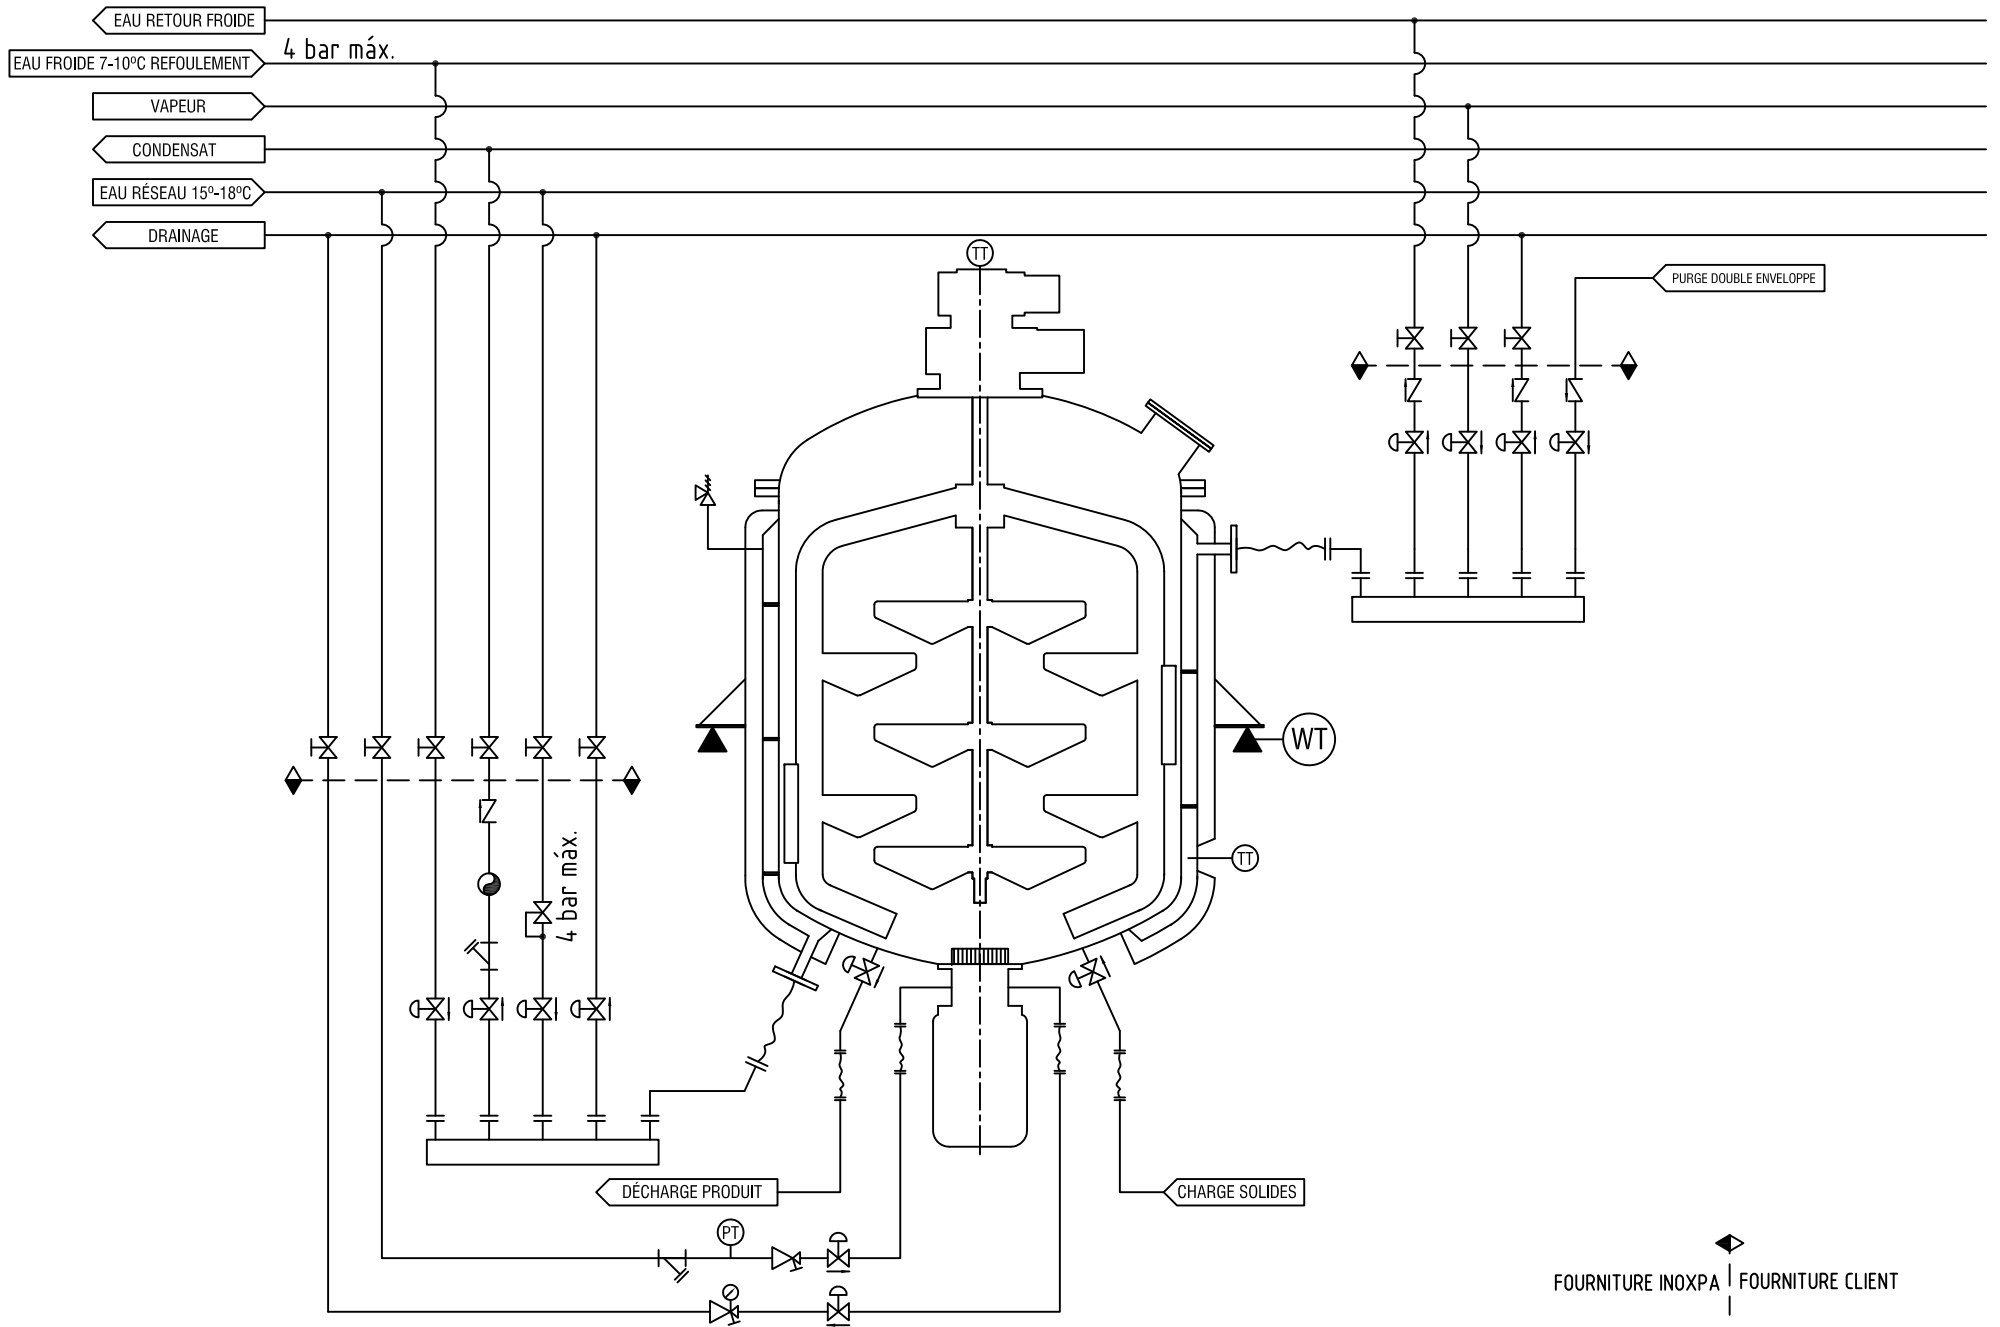 EAU RETOUR FROIDE
EAU FROIDE 7-10ºC REFOULEMENT
4 bar máx.
VAPEUR
CONDENSAT
EAU RÉSEAU 15º-18ºC
DRAINAGE
TT
PURGE DOUBLE ENVELOPPE
WT
4 bar máx.
TT
DÉCHARGE PRODUIT
CHARGE SOLIDES
PT
FOURNITURE INOXPA
FOURNITURE CLIENT